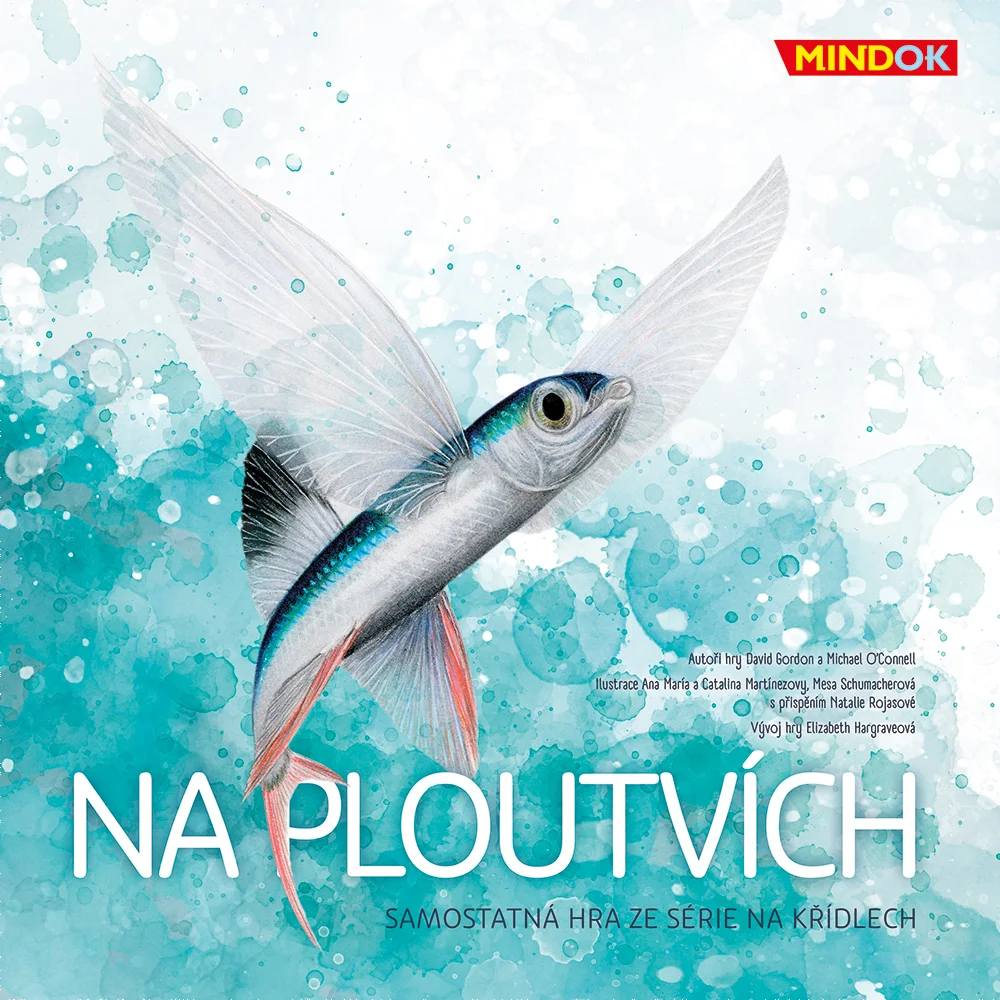 MINDOK
Autoři hry David Gordon a Michael O'Connell
Ilustrace Ana María a Catalina Martínezovy, Mesa Schumacherová
s přispěním Natalie Rojasové
Vývoj hry Elizabeth Hargraveová
NA PLOUTVÍCH
SAMOSTATNÁ HRA ZE SÉRIE NA KŘÍDLECH